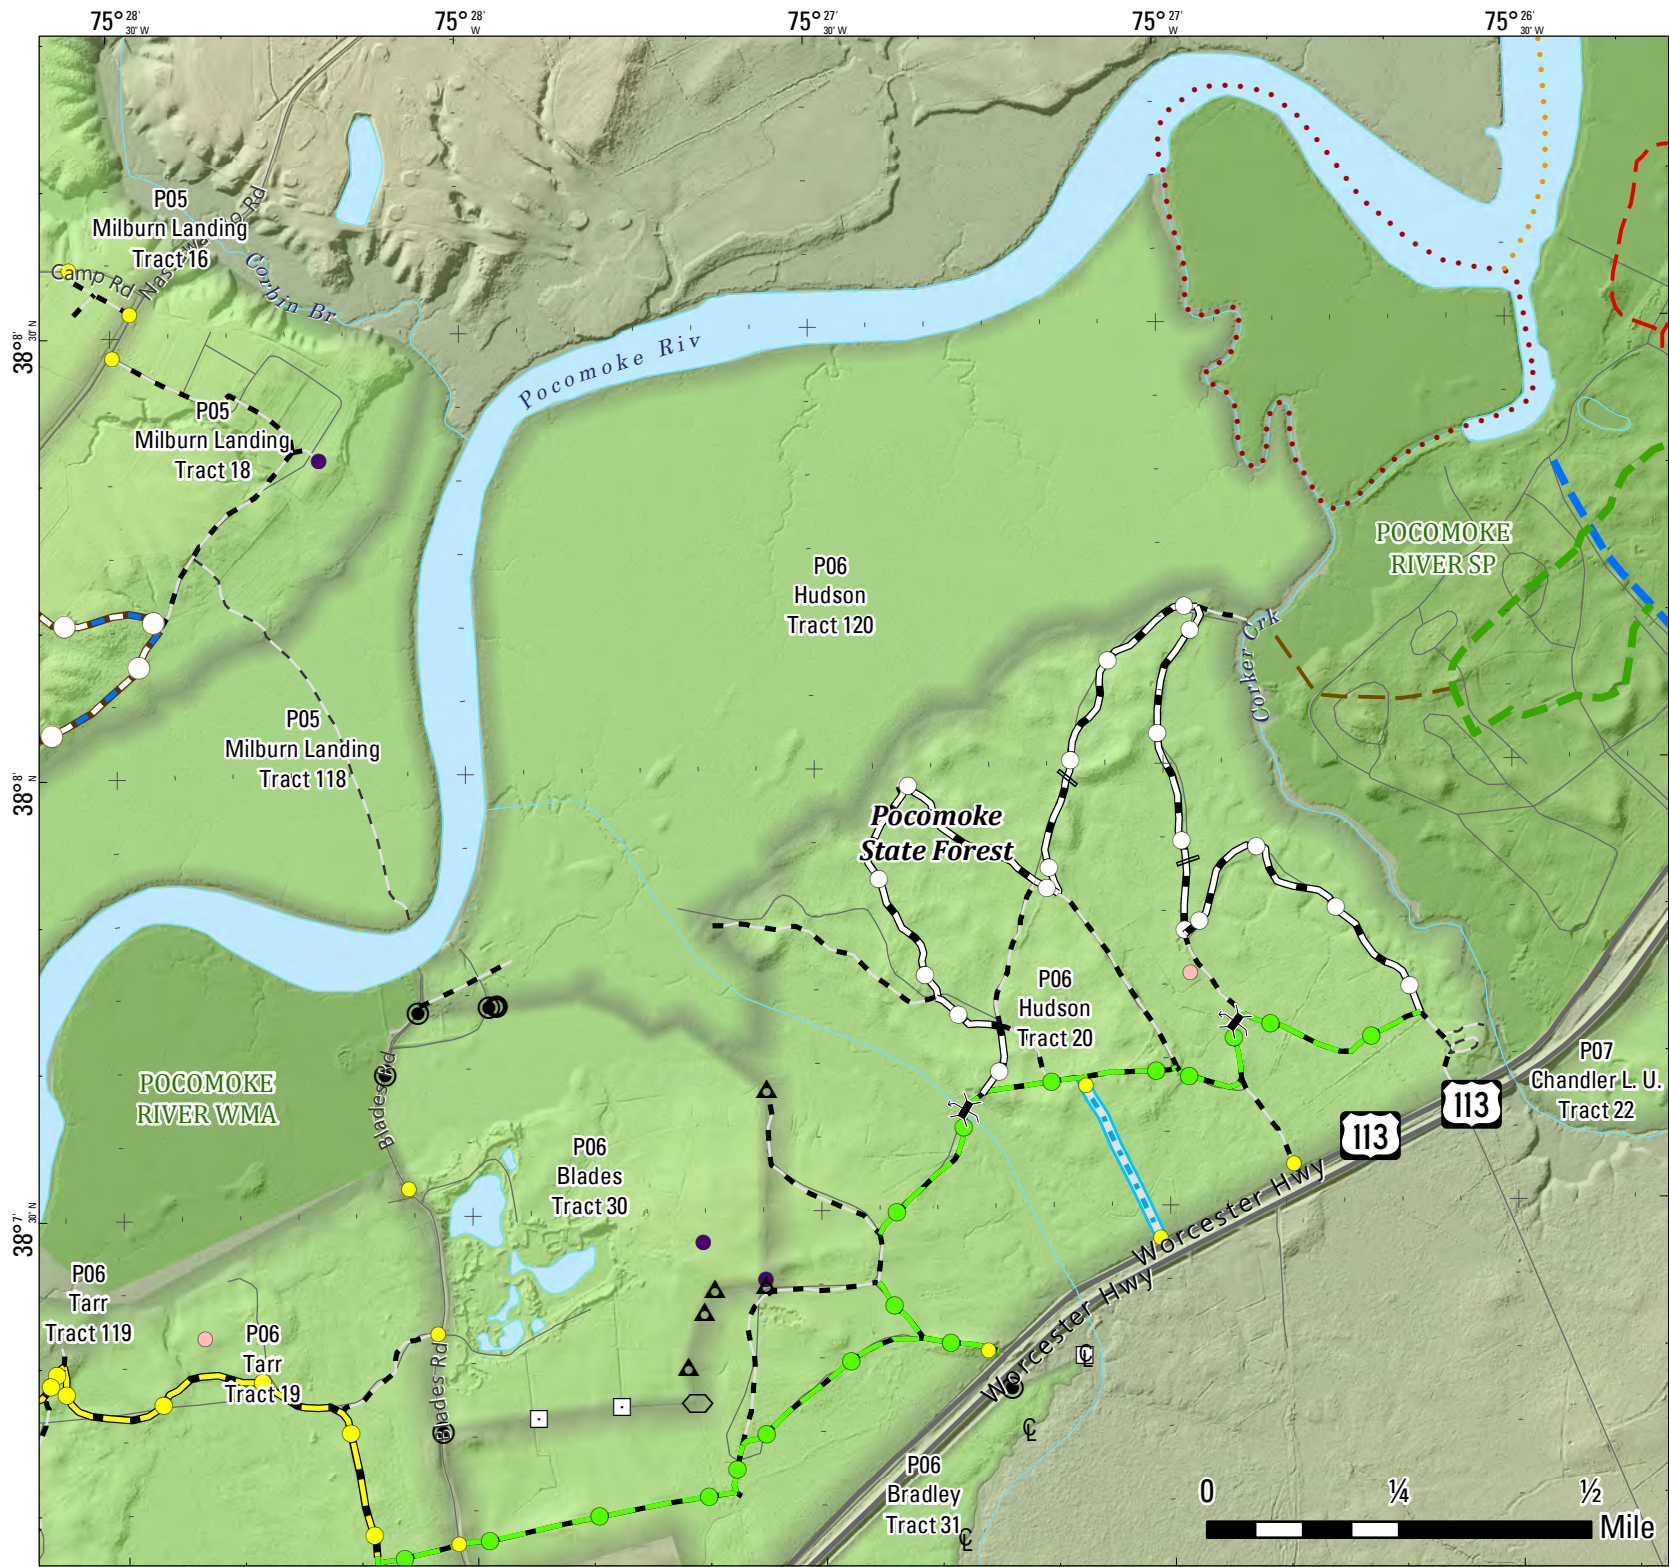 75° 28' 30" W
75° 28' W
75° 27' 30" W
75° 27' W
75° 26' 30" W
P05
Milburn Landing
Tract 16
Camp Rd
Corbin Br
38°8' 30" N
Pocomoke Riv
P05
Milburn Landing
Tract 18
POCOMOKE
RIVER SP
P06
Hudson
Tract 120
Corker Crk
P05
Milburn Landing
Tract 118
38°8' N
Pocomoke
State Forest
P06
Hudson
Tract 20
P07
Chandler L. U.
Tract 22
POCOMOKE
RIVER WMA
Blades Rd
113
113
P06
Blades
Tract 30
Worcester Hwy
Worcester Hwy
38°7' 30" N
P06
Tarr
Tract 119
P06
Tarr
Tract 19
Blades Rd
P06
Bradley
Tract 31
0 ¼ ½
Mile